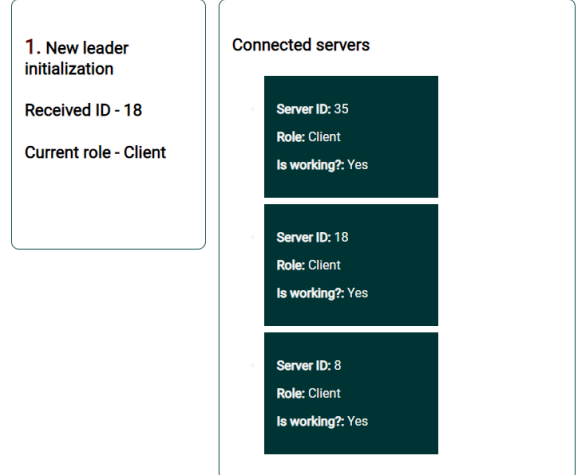 1. New leader
initialization
Received ID - 18
Current role - Client
Connected servers
Server ID: 35
Role: Client
Is working?: Yes
Server ID: 18
Role: Client
Is working?: Yes
Server ID: 8
Role: Client
Is working?: Yes